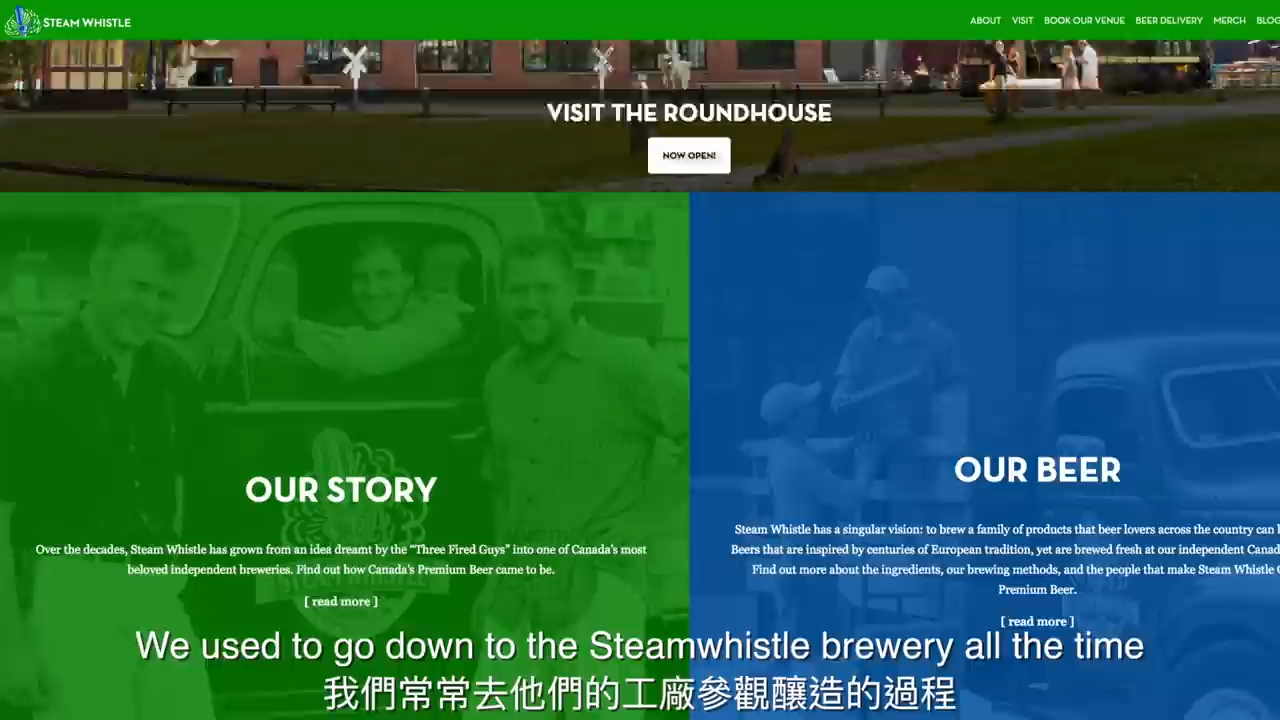 STEAM WHISTLE
ABOUT VISIT BOOK OUR VENUE BEER DELIVERY MERCH BLOG
VISIT THE ROUNDHOUSE
NOW OPEN!
OUR STORY
Over the decades, Steam Whistle has grown from an idea dreamt by the “Three Fired Guys” into one of Canada's most
beloved independent breweries. Find out how Canada's Premium Beer came to be.
[ read more ]
OUR BEER
Steam Whistle has a singular vision: to brew a family of products that beer lovers across the country can
Beers that are inspired by centuries of European tradition, yet are brewed fresh at our independent Canad
Find out more about the ingredients, our brewing methods, and the people that make Steam Whistle
Premium Beer.
[ read more ]
We used to go down to the Steamwhistle brewery all the time
我們常常去他們的工廠參觀釀造的過程